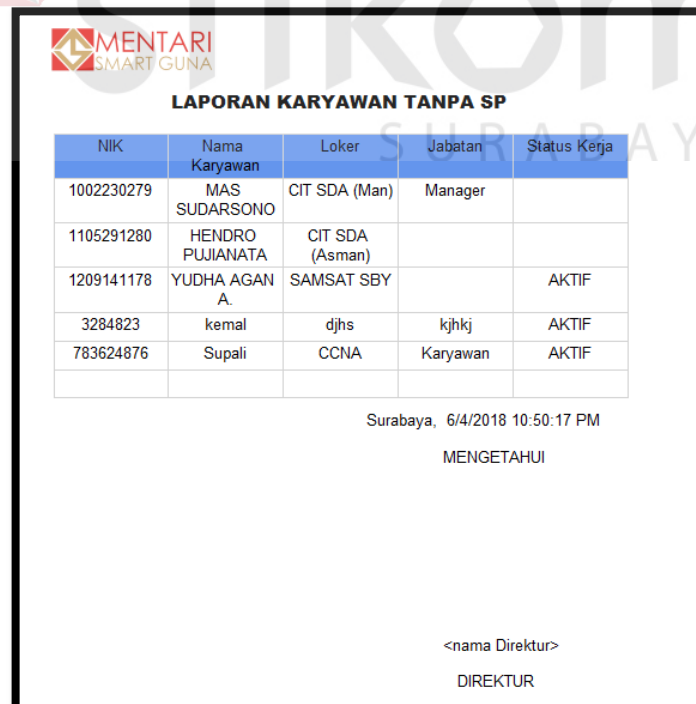 stikom
SURABAYA
MENTARI
SMART GUNA
LAPORAN KARYAWAN TANPA SP
NIK Nama Karyawan Loker Jabatan Status Kerja
1002230279 MAS SUDARSONO CIT SDA (Man) Manager
1105291280 HENDRO PUJIANATA CIT SDA (Asman)
1209141178 YUDHA AGAN A. SAMSAT SBY AKTIF
3284823 kemal djhs kjhkj AKTIF
783624876 Supali CCNA Karyawan AKTIF
Surabaya, 6/4/2018 10:50:17 PM
MENGETAHUI
<nama Direktur>
DIREKTUR